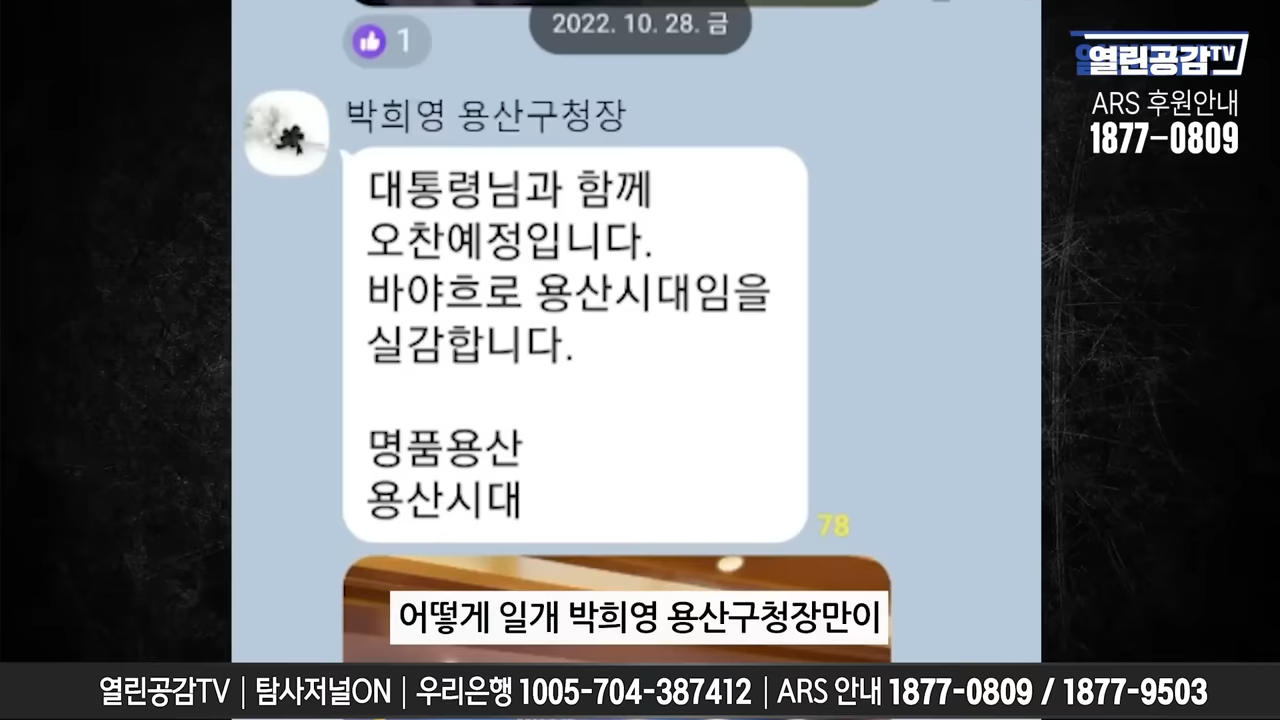 2022. 10. 28. 금
1
열린공감TV
ARS 후원안내
1877-0809
박희영 용산구청장
대통령님과 함께
오찬예정입니다.
바야흐로 용산시대임을
실감합니다.
명품용산
용산시대
78
어떻게 일개 박희영 용산구청장만이
열린공감TV | 탐사저널ON | 우리은행 1005-704-387412 | ARS 안내 1877-0809 / 1877-9503